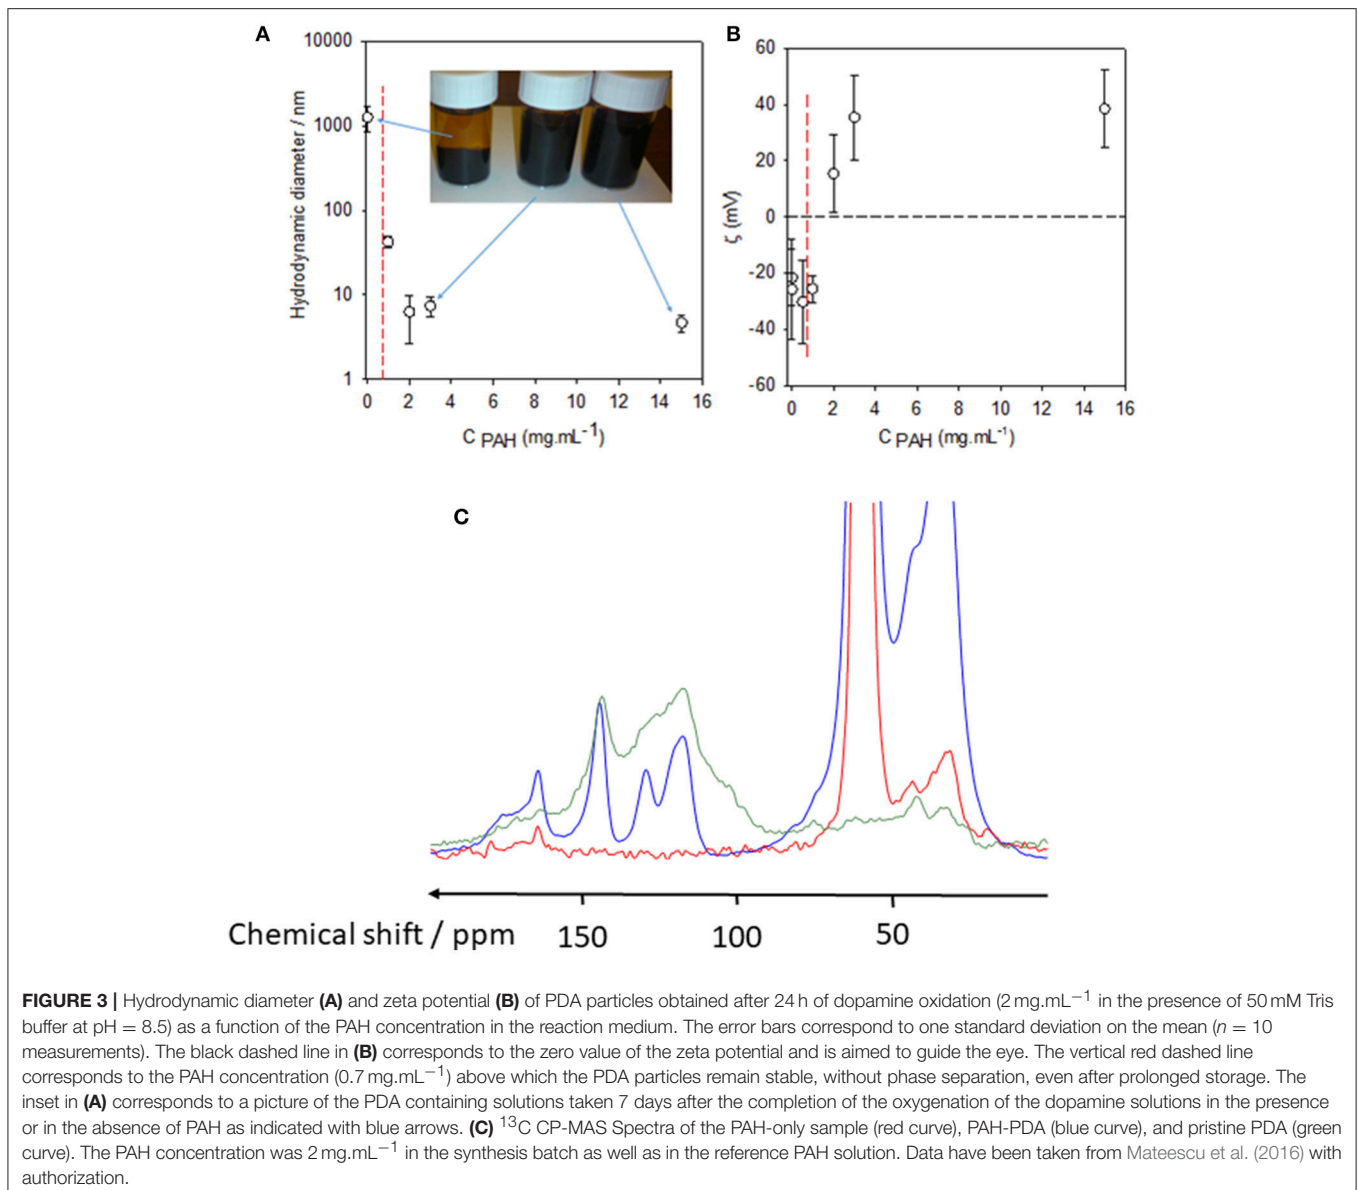 A
10000
1000
100
10
1
Hydrodynamic diameter / nm
0 2 4 6 8 10 12 14 16
C PAH (mg.mL-1)
B
60
40
20
0
-20
-40
-60
ζ (mV)
0 2 4 6 8 10 12 14 16
C PAH (mg.mL-1)
C
Chemical shift / ppm 150 100 50
FIGURE 3 | Hydrodynamic diameter (A) and zeta potential (B) of PDA particles obtained after 24 h of dopamine oxidation (2 mg.mL−1 in the presence of 50 mM Tris
buffer at pH = 8.5) as a function of the PAH concentration in the reaction medium. The error bars correspond to one standard deviation on the mean (n = 10
measurements). The black dashed line in (B) corresponds to the zero value of the zeta potential and is aimed to guide the eye. The vertical red dashed line
corresponds to the PAH concentration (0.7 mg.mL−1) above which the PDA particles remain stable, without phase separation, even after prolonged storage. The
inset in (A) corresponds to a picture of the PDA containing solutions taken 7 days after the completion of the oxygenation of the dopamine solutions in the presence
or in the absence of PAH as indicated with blue arrows. (C) 13C CP-MAS Spectra of the PAH-only sample (red curve), PAH-PDA (blue curve), and pristine PDA (green
curve). The PAH concentration was 2 mg.mL−1 in the synthesis batch as well as in the reference PAH solution. Data have been taken from Mateescu et al. (2016) with
authorization.